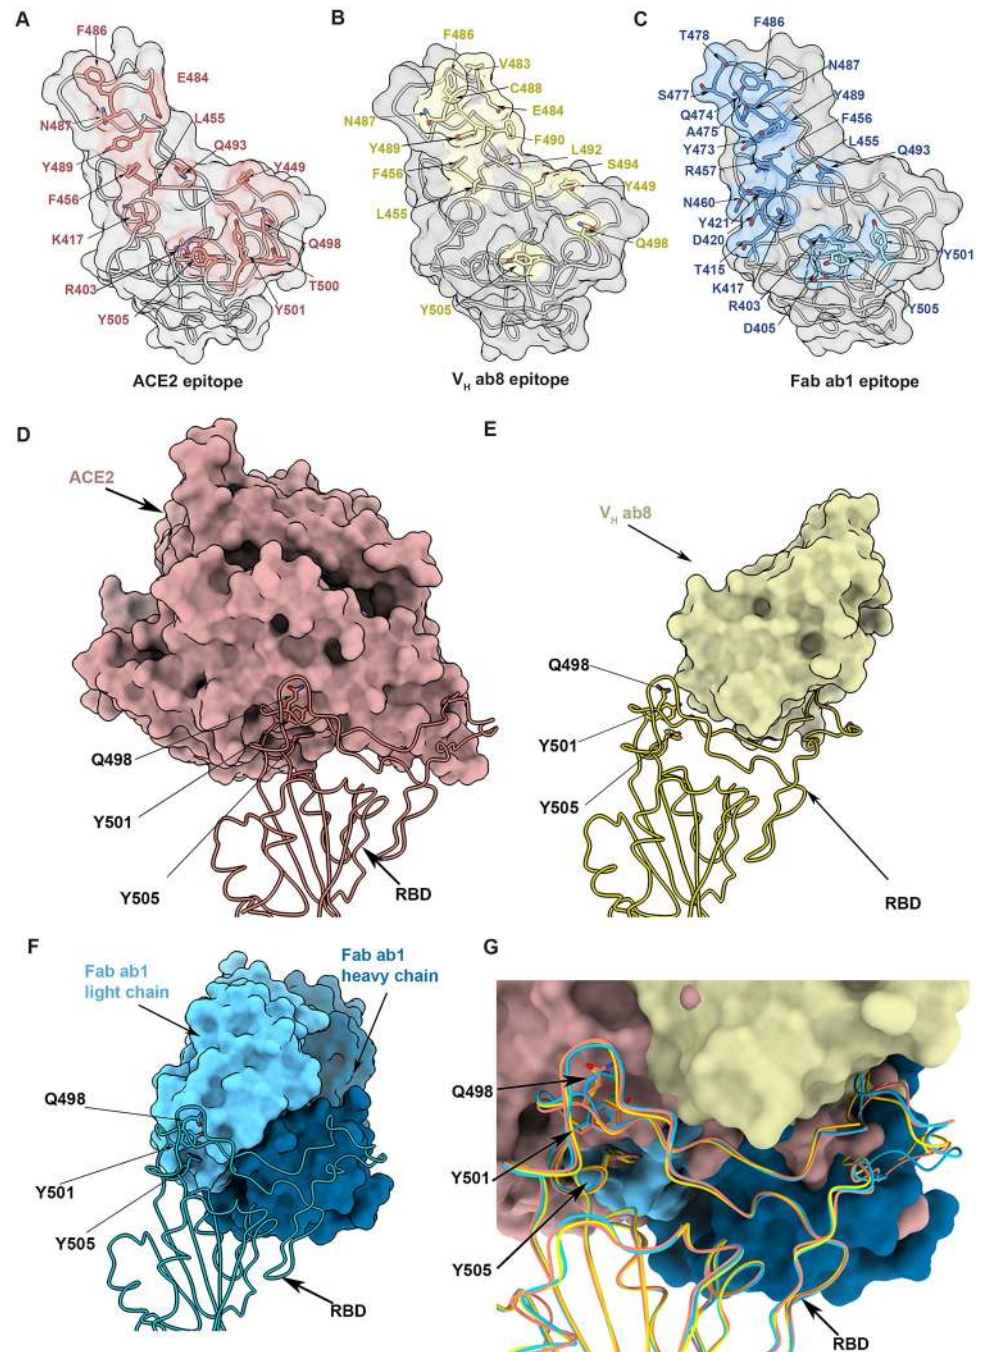 A
F486
E484
L455
N487
Q493
Y489
Y449
F456
K417
Q498
R403
T500
Y505
Y501
ACE2 epitope
B
F486
V483
C488
E484
N487
F490
Y489
L492
S494
F456
Y449
L455
Q498
Y505
VH ab8 epitope
C
F486
T478
N487
S477
Y489
Q474
F456
A475
L455
Y473
Q493
R457
N460
Y421
D420
Y501
T415
K417
R403
Y505
D405
Fab ab1 epitope
D
ACE2
Q498
Y501
Y505
RBD
E
VH ab8
Q498
Y501
Y505
RBD
F
Fab ab1
light chain
Fab ab1
heavy chain
Q498
Y501
Y505
RBD
G
Q498
Y501
Y505
RBD